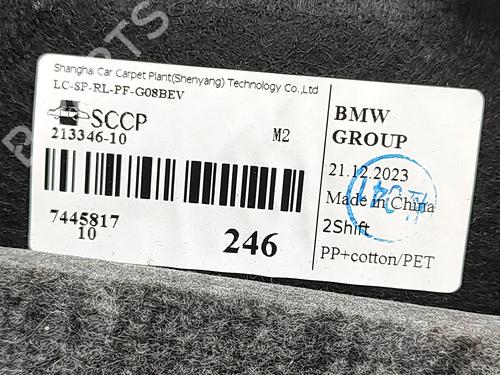 Shanghai Car Carpet Plant(Shenyang) Technology Co.,Ltd
LC-SP-RL-PF-G08BEV
SCCP
213346-10
M2
7445817
10
246
BMW
GROUP
21.12.2023
Made in China
2Shift
PP+cotton/PET